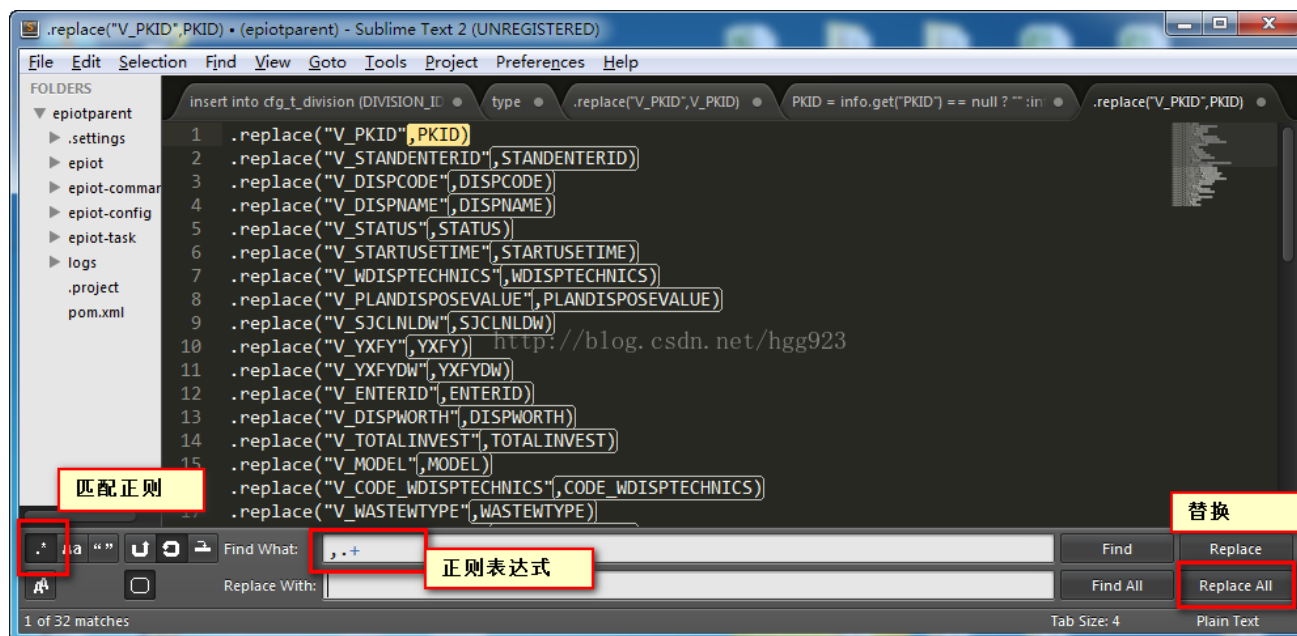 .replace("V_PKID",PKID) • (epiotparent) - Sublime Text 2 (UNREGISTERED)
File Edit Selection Find View Goto Tools Project Preferences Help
FOLDERS
insert into cfg_t_division (DIVISION_ID
type
.replace("V_PKID",V_PKID)
PKID = info.get("PKID") == null ? "" :in
.replace("V_PKID",PKID)
epiotparent
.settings
epiot
epiot-commar
epiot-config
epiot-task
logs
.project
pom.xml
1 .replace("V_PKID",PKID)
2 .replace("V_STANDENTERID",STANDENTERID)
3 .replace("V_DISPCODE",DISPCODE)
4 .replace("V_DISPNAME",DISPNAME)
5 .replace("V_STATUS",STATUS)
6 .replace("V_STARTUSETIME",STARTUSETIME)
7 .replace("V_WDISPTECHNICS",WDISPTECHNICS)
8 .replace("V_PLANDISPOSEVALUE",PLANDISPOSEVALUE)
9 .replace("V_SJCLNLDW",SJCLNLDW)
10 .replace("V_YXFY",YXFY)
11 .replace("V_YXFYDW",YXFYDW)
12 .replace("V_ENTERID",ENTERID)
13 .replace("V_DISPWORTH",DISPWORTH)
14 .replace("V_TOTALINVEST",TOTALINVEST)
15 .replace("V_MODEL",MODEL)
.replace("V_CODE_WDISPTECHNICS",CODE_WDISPTECHNICS)
17 .replace("V_WASTEWTYPE",WASTEWTYPE)
http://blog.csdn.net/hgg923
匹配正则
替换
.* Aa “” Find What: ,.+ Find Replace
正则表达式
Replace With: Find All Replace All
1 of 32 matches Tab Size: 4 Plain Text